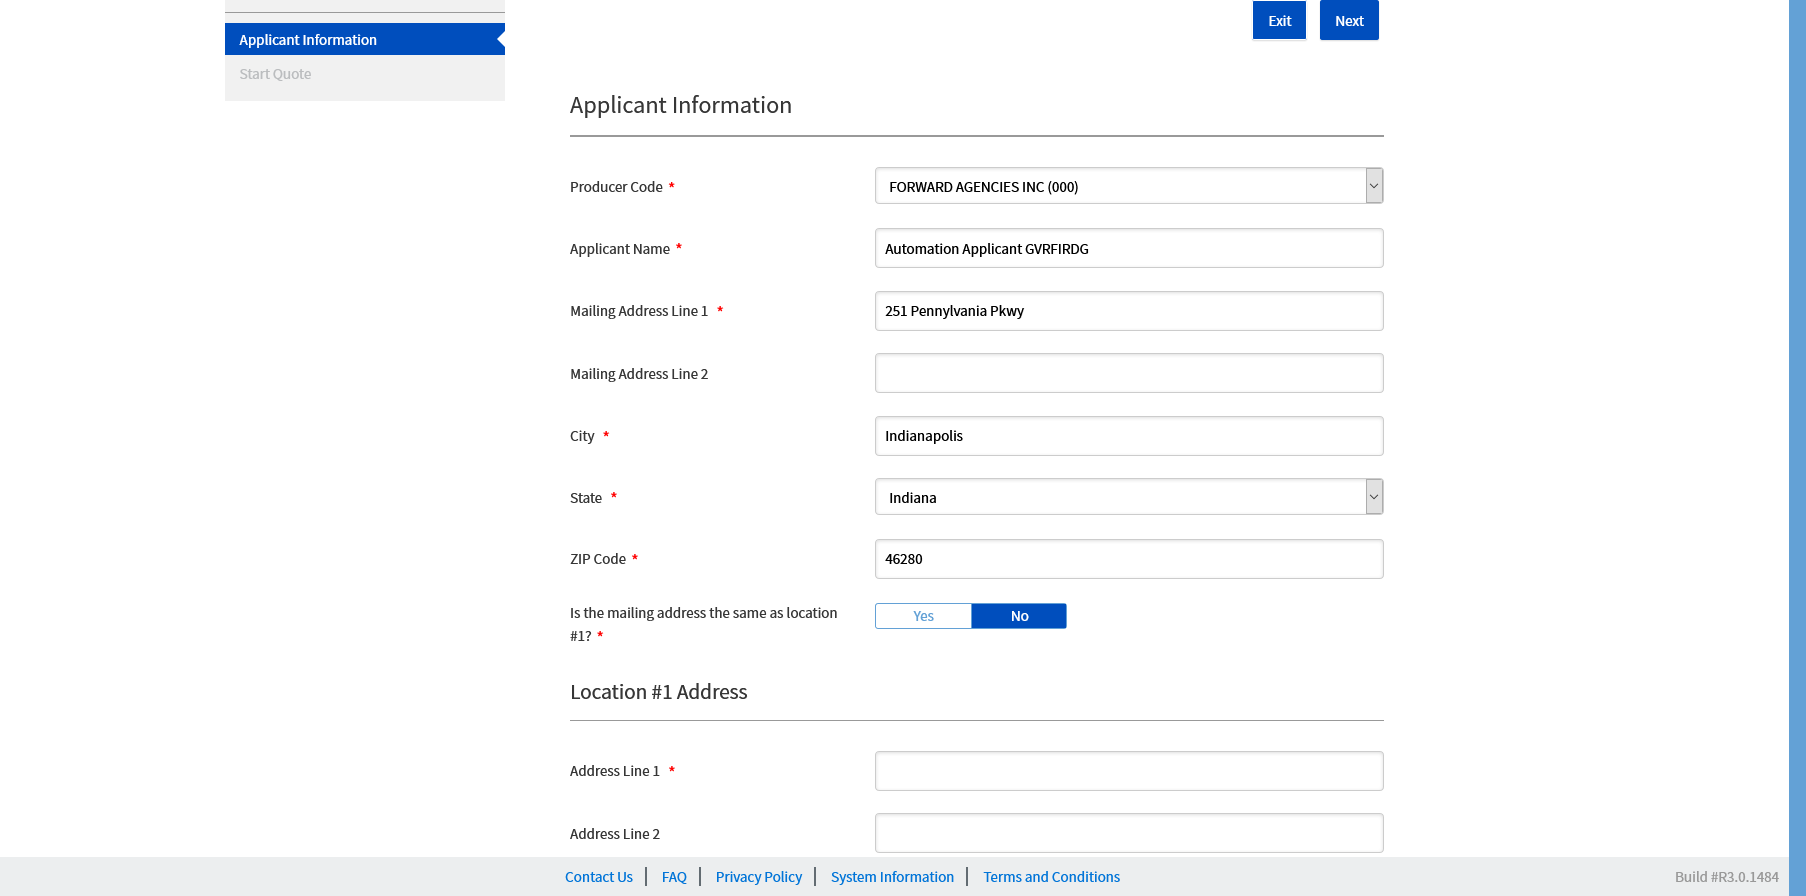 Exit Next
Applicant Information
Start Quote
Applicant Information
Producer Code * FORWARD AGENCIES INC (000)
Applicant Name * Automation Applicant GVRFIRDG
Mailing Address Line 1 * 251 Pennylvania Pkwy
Mailing Address Line 2
City * Indianapolis
State * Indiana
ZIP Code * 46280
Is the mailing address the same as location
#1? * Yes No
Location #1 Address
Address Line 1 *
Address Line 2
Contact Us | FAQ | Privacy Policy | System Information | Terms and Conditions Build #R3.0.1484